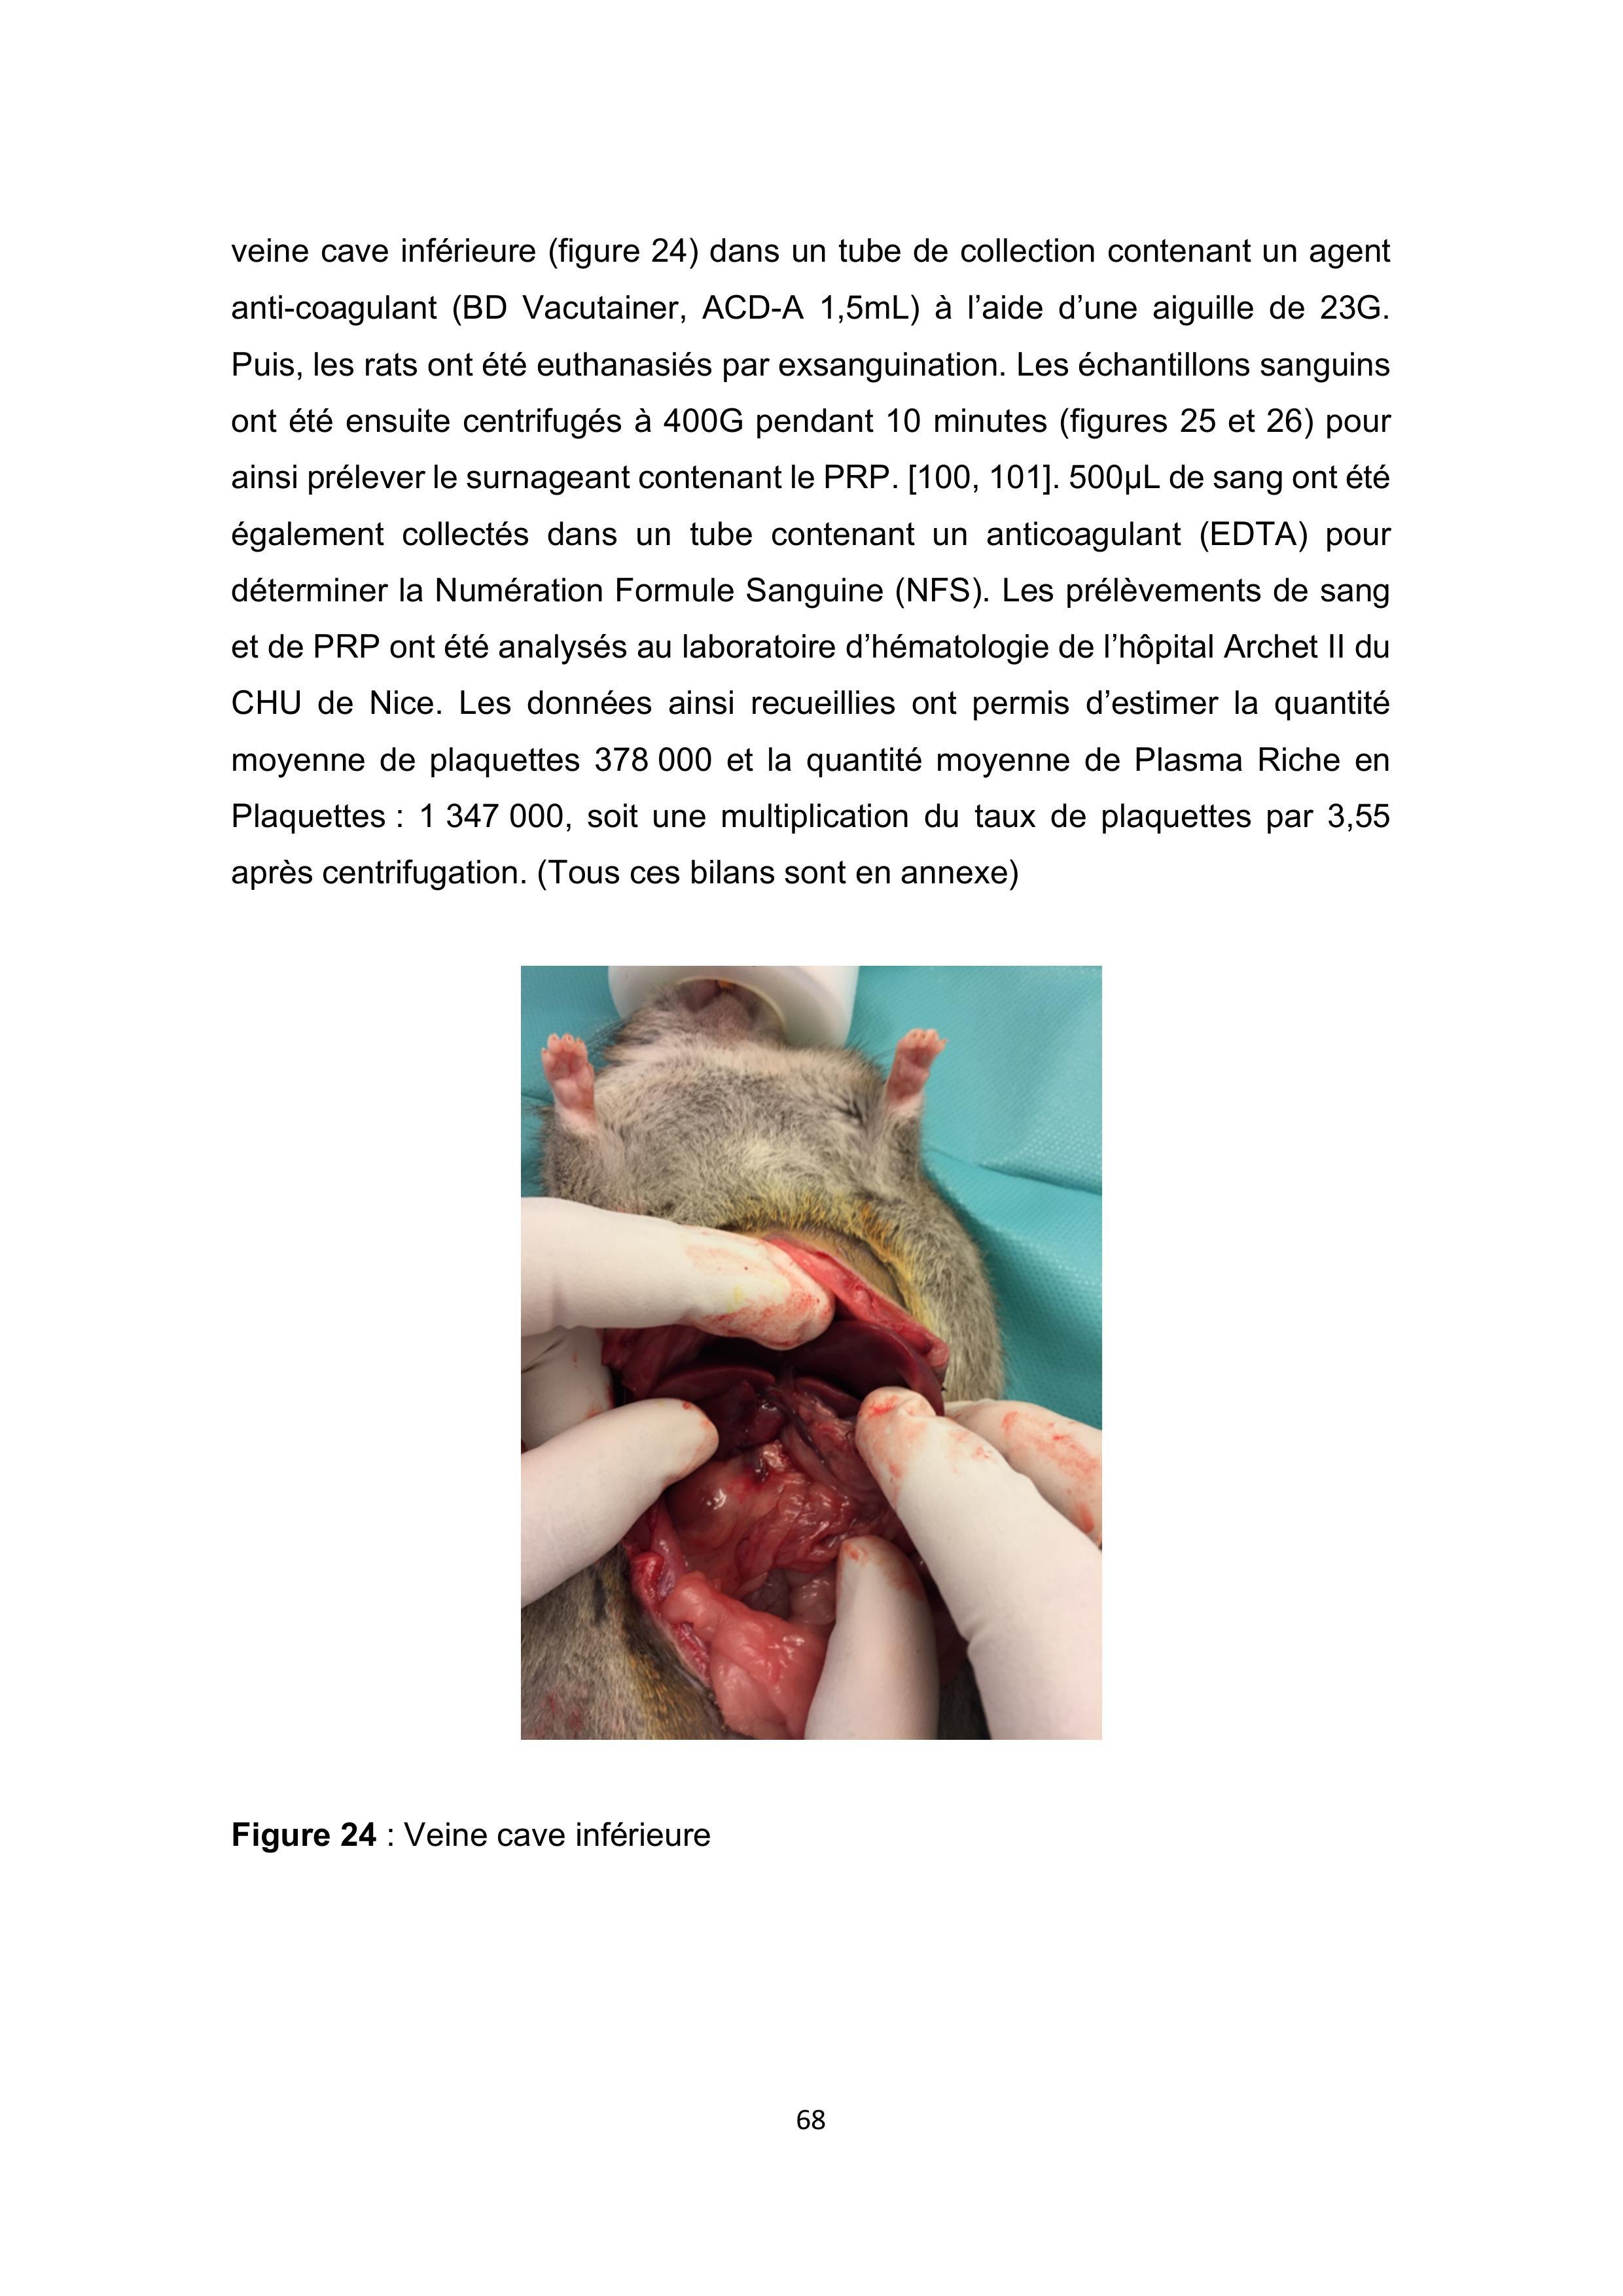 veine cave inférieure (figure 24) dans un tube de collection contenant un agent
anti-coagulant (BD Vacutainer, ACD-A 1,5mL) à l’aide d’une aiguille de 23G.
Puis, les rats ont été euthanasiés par exsanguination. Les échantillons sanguins
ont été ensuite centrifugés à 400G pendant 10 minutes (figures 25 et 26) pour
ainsi prélever le surnageant contenant le PRP. [100, 101]. 500µL de sang ont été
également collectés dans un tube contenant un anticoagulant (EDTA) pour
déterminer la Numération Formule Sanguine (NFS). Les prélèvements de sang
et de PRP ont été analysés au laboratoire d’hématologie de l’hôpital Archet II du
CHU de Nice. Les données ainsi recueillies ont permis d’estimer la quantité
moyenne de plaquettes 378 000 et la quantité moyenne de Plasma Riche en
Plaquettes : 1 347 000, soit une multiplication du taux de plaquettes par 3,55
après centrifugation. (Tous ces bilans sont en annexe)
Figure 24 : Veine cave inférieure
68